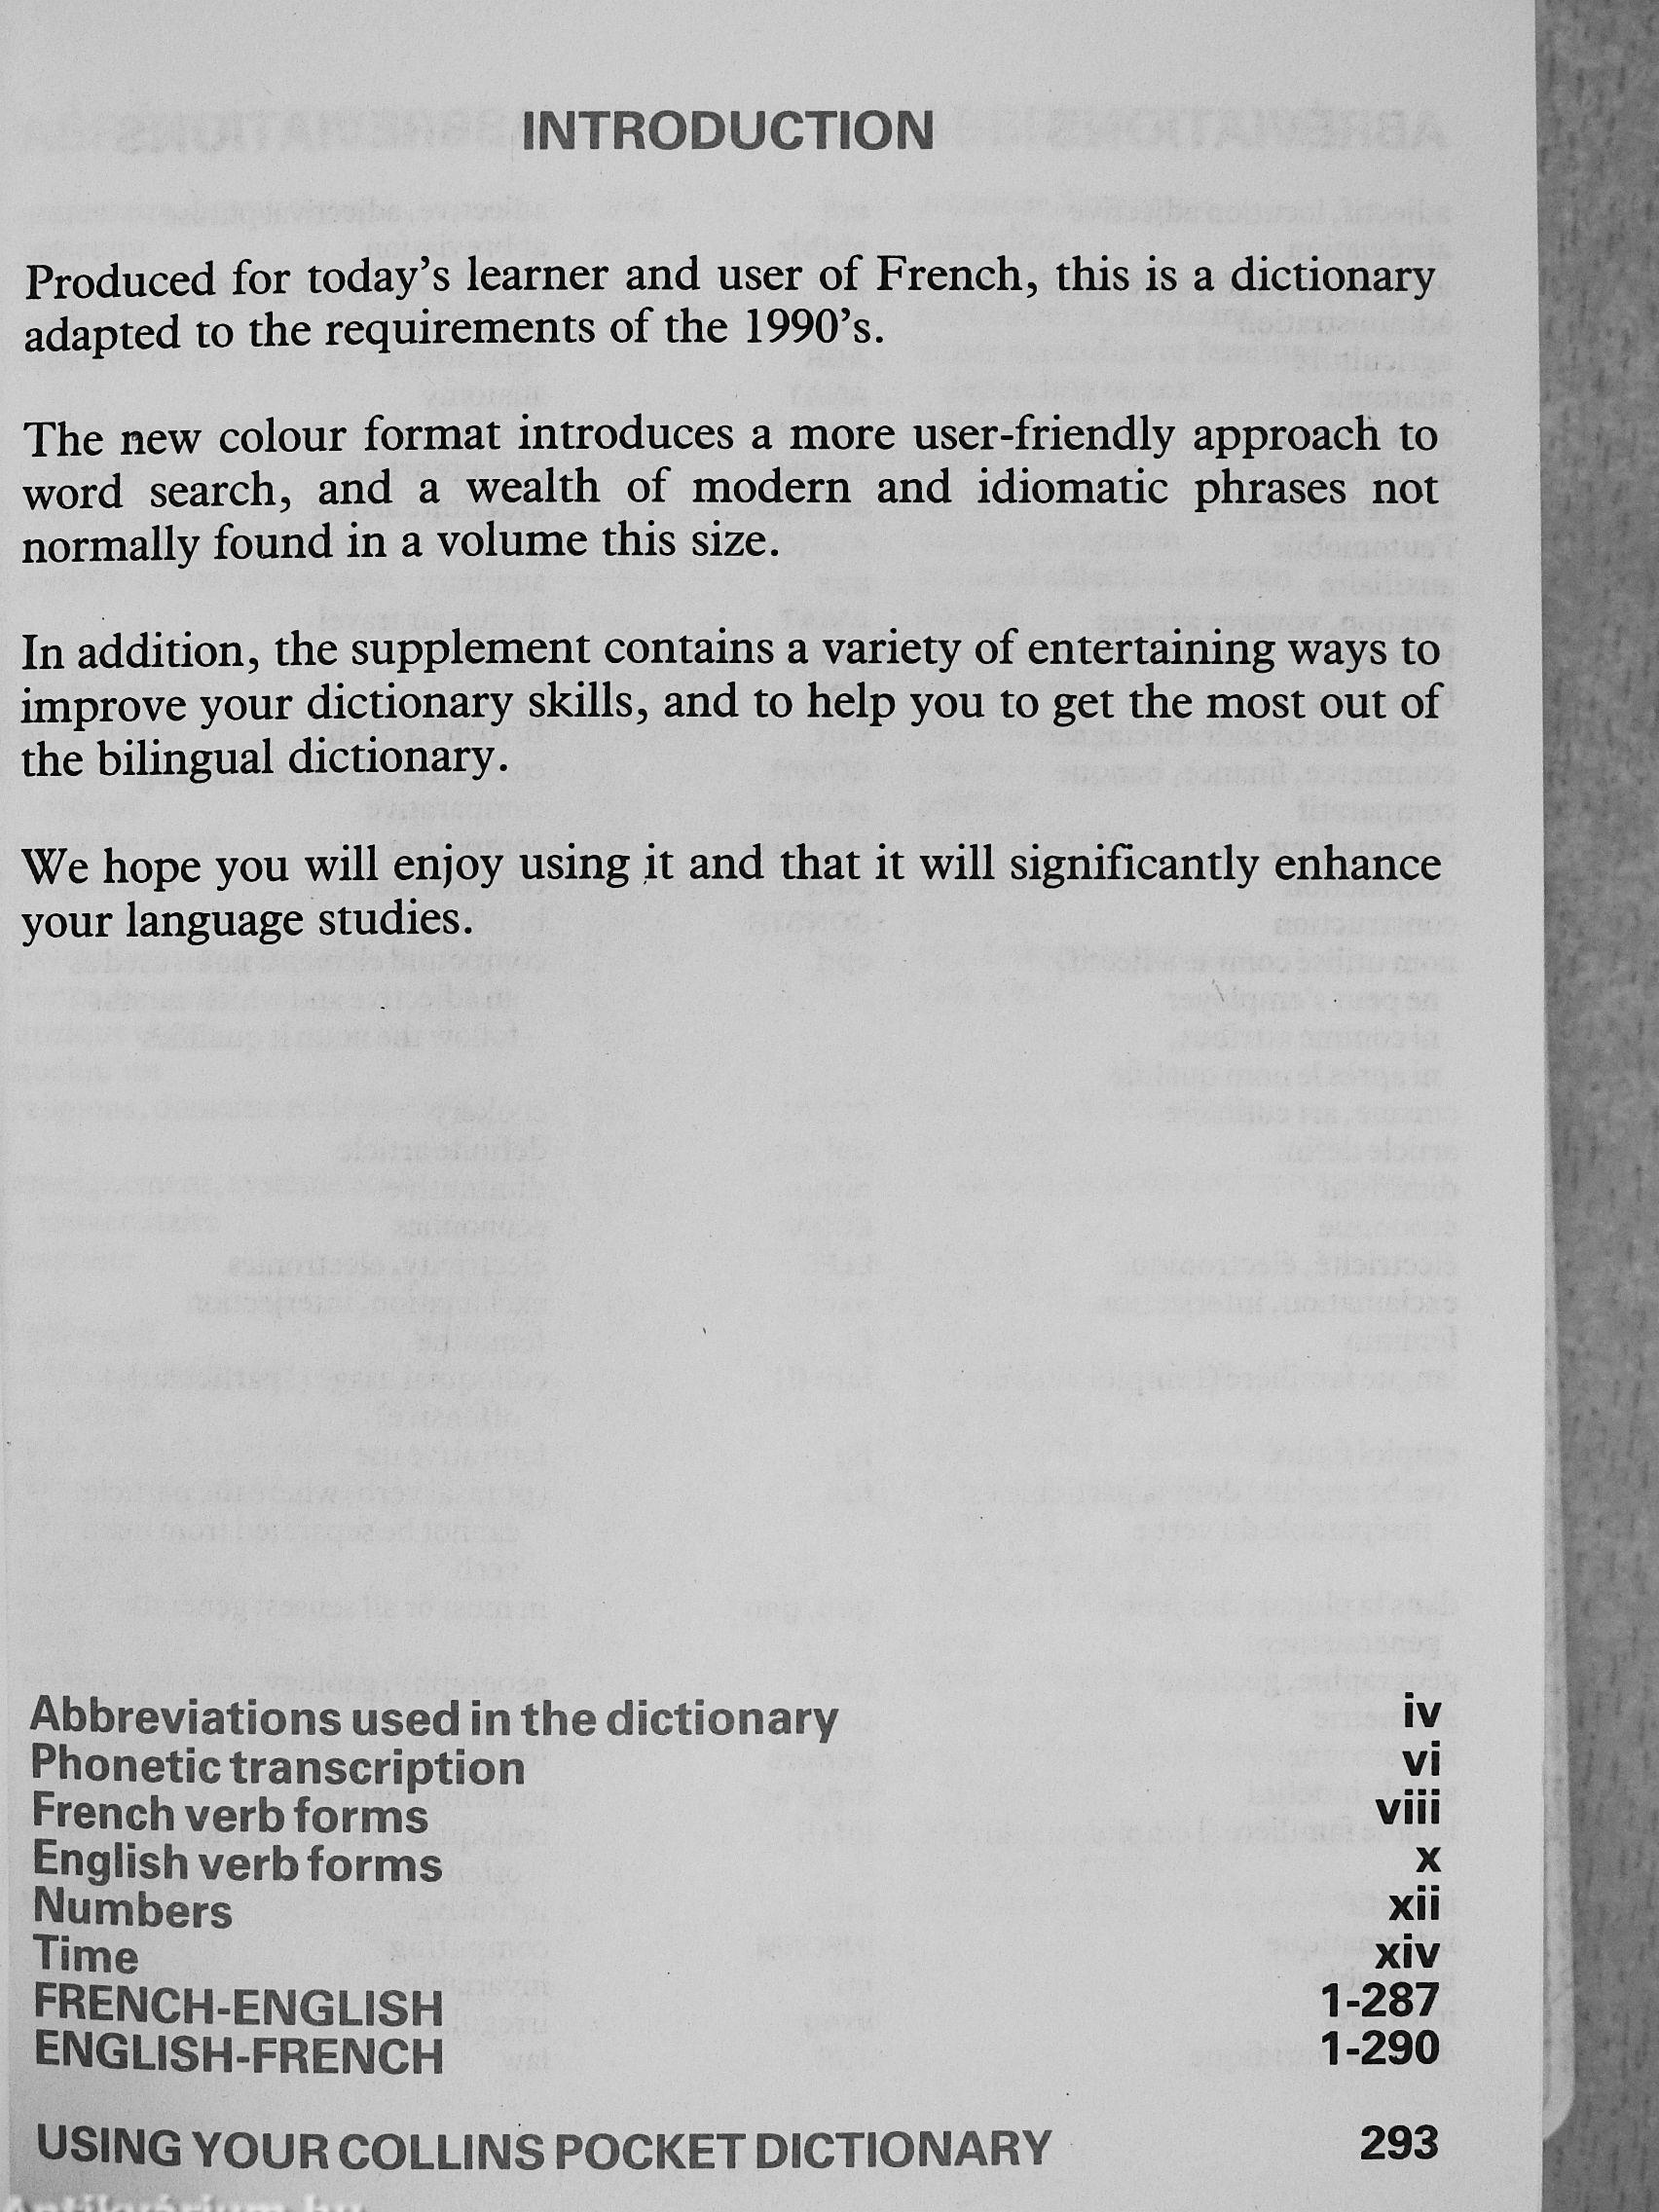 INTRODUCTION
Produced for today's learner and user of French, this is a dictionary
adapted to the requirements of the 1990's.
The new colour format introduces a more user-friendly approach to
word search, and a wealth of modern and idiomatic phrases not
normally found in a volume this size.
In addition, the supplement contains a variety of entertaining ways to
improve your dictionary skills, and to help you to get the most out of
the bilingual dictionary.
We hope you will enjoy using it and that it will significantly enhance
your language studies.
Abbreviations used in the dictionary iv
Phonetic transcription vi
French verb forms viii
English verb forms x
Numbers xii
Time xiv
FRENCH-ENGLISH 1-287
ENGLISH-FRENCH 1-290
USING YOUR COLLINS POCKET DICTIONARY 293